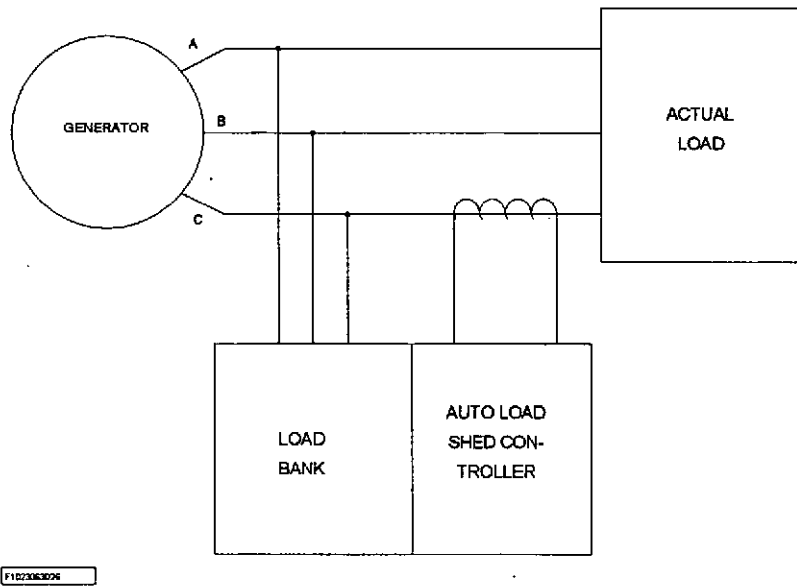 A
GENERATOR
B
C
ACTUAL
LOAD
LOAD
BANK
AUTO LOAD
SHED CON-
TROLLER